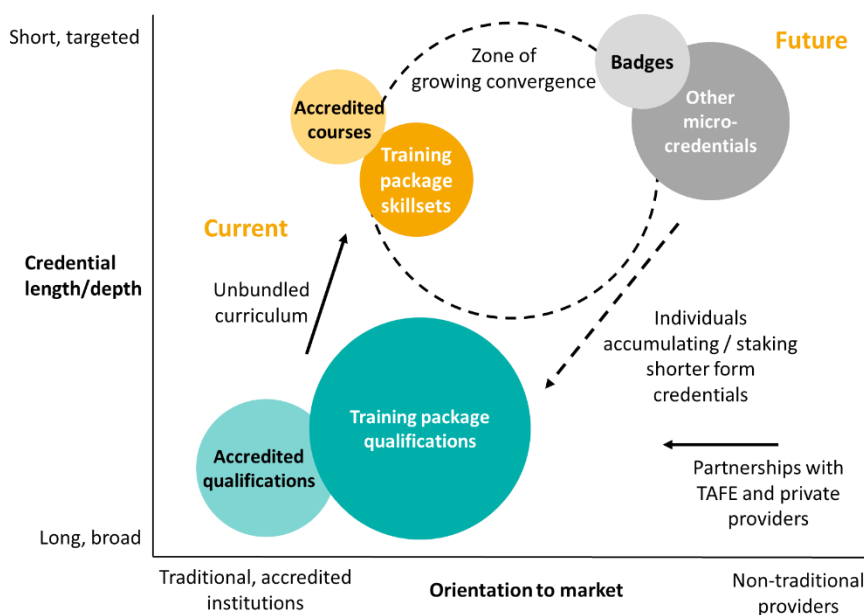 Short, targeted
Zone of
growing convergence
Badges
Future
Other
micro-
credentials
Accredited
courses
Training
package
skillsets
Current
Credential
length/depth
Unbundled
curriculum
Individuals
accumulating / staking
shorter form
credentials
Training package
qualifications
Accredited
qualifications
Partnerships with
TAFE and private
providers
Long, broad
Traditional, accredited
institutions
Orientation to market
Non-traditional
providers